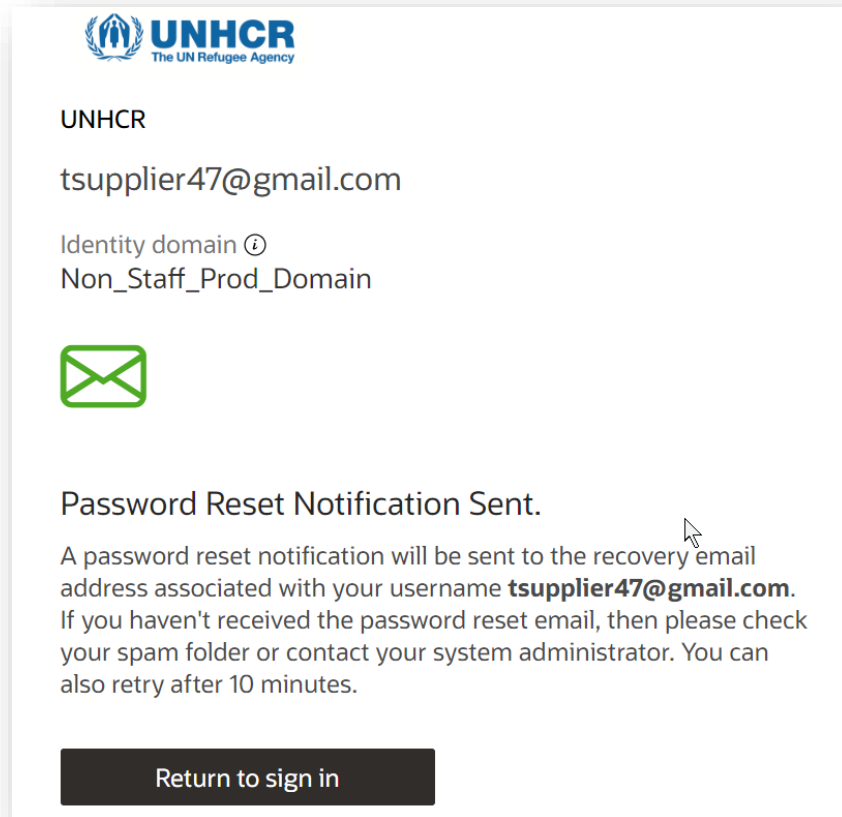 UNHCR
The UN Refugee Agency
UNHCR
tsupplier47@gmail.com
Identity domain i
Non_Staff_Prod_Domain
Password Reset Notification Sent.
A password reset notification will be sent to the recovery email
address associated with your username tsupplier47@gmail.com.
If you haven't received the password reset email, then please check
your spam folder or contact your system administrator. You can
also retry after 10 minutes.
Return to sign in